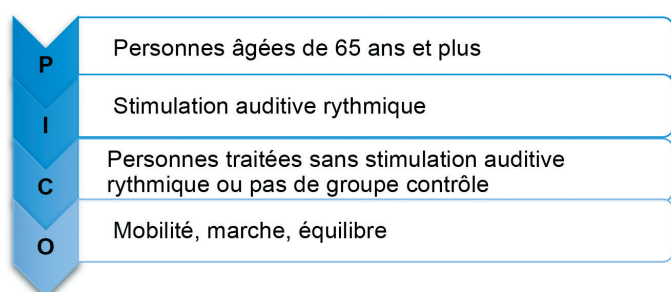 P
Personnes âgées de 65 ans et plus
I
Stimulation auditive rythmique
C
Personnes traitées sans stimulation auditive
rythmique ou pas de groupe contrôle
O
Mobilité, marche, équilibre